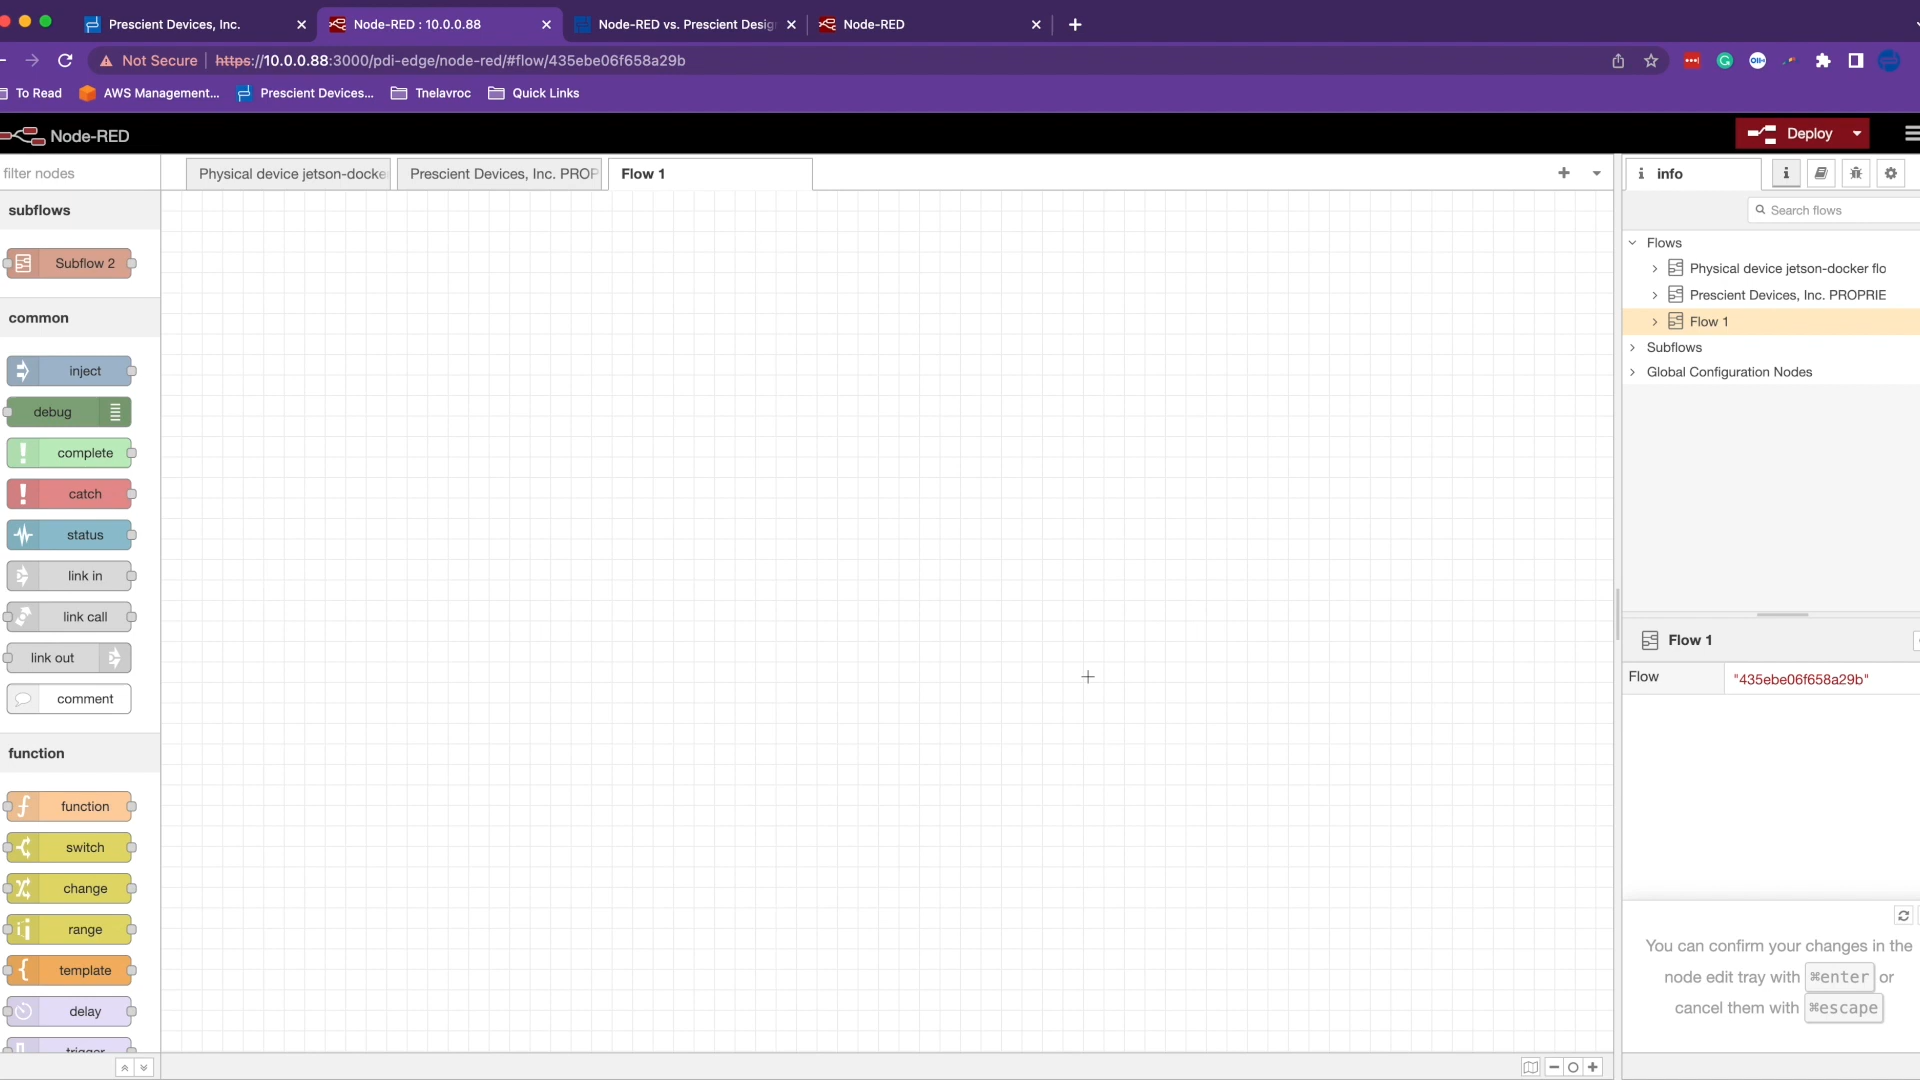 Prescient Devices, Inc.
Node-RED : 10.0.0.88
Node-RED vs. Prescient Desig
Node-RED
Not Secure
https://10.0.0.88:3000/pdi-edge/node-red/#flow/435ebe06f658a29b
To Read
AWS Management...
Prescient Devices...
Tnelavroc
Quick Links
Node-RED
Deploy
filter nodes
Physical device jetson-docke
Prescient Devices, Inc. PROP
Flow 1
i info
i
Search flows
subflows
Subflow 2
common
inject
debug
complete
catch
status
link in
link call
link out
comment
function
function
switch
change
range
template
delay
trigger
Flows
Physical device jetson-docker flo
Prescient Devices, Inc. PROPRIE
Flow 1
Subflows
Global Configuration Nodes
Flow 1
Flow "435ebe06f658a29b"
You can confirm your changes in the
node edit tray with ⌘enter or
cancel them with ⌘escape